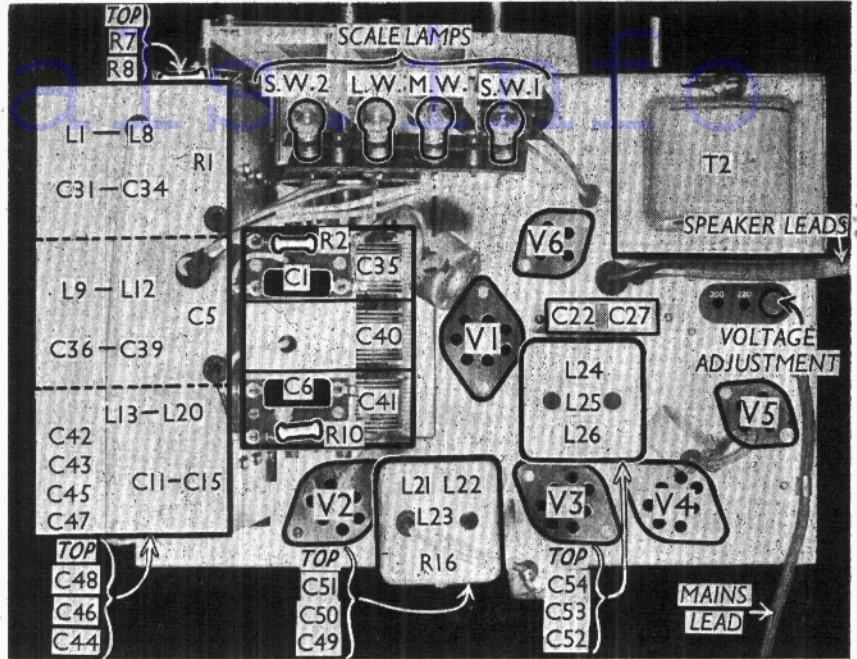 TOP
R7
R8
SCALE LAMPS
S.W.2 L.W. M.W. S.W.1
L1—L8
R1
C31—C34
T2
SPEAKER LEADS
R2
C1
C35
V6
L9—L12
C5
C36—C39
C40
V1
C22 C27
200 230
VOLTAGE
ADJUSTMENT
C6
C41
R10
L24
L25
L26
V5
L13—L20
C42
C43
C45
C47
C11—C15
V2
L21 L22
L23
R16
V3
V4
TOP
C48
C46
C44
TOP
C51
C50
C49
TOP
C54
C53
C52
MAINS
LEAD